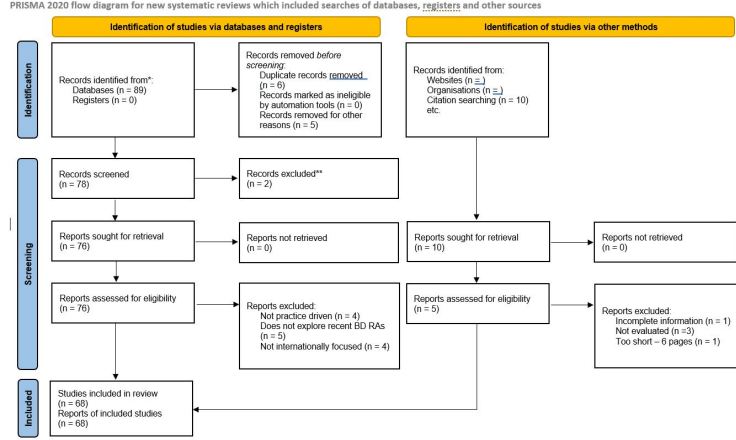 PRISMA 2020 flow diagram for new systematic reviews which included searches of databases, registers and other sources
Identification of studies via databases and registers
Identification of studies via other methods
Identification
Records identified from*:
Databases (n = 89)
Registers (n = 0)
Records removed before
screening:
Duplicate records removed
(n = 6)
Records marked as ineligible
by automation tools (n = 0)
Records removed for other
reasons (n = 5)
Records identified from:
Websites (n = )
Organisations (n = )
Citation searching (n = 10)
etc.
Screening
Records screened
(n = 78)
Records excluded**
(n = 2)
Reports sought for retrieval
(n = 76)
Reports not retrieved
(n = 0)
Reports sought for retrieval
(n = 10)
Reports not retrieved
(n = 0)
Reports assessed for eligibility
(n = 76)
Reports excluded:
Not practice driven (n = 4)
Does not explore recent BD RAs
(n = 5)
Not internationally focused (n = 4)
Reports assessed for eligibility
(n = 5)
Reports excluded:
Incomplete information (n = 1)
Not evaluated (n =3)
Too short – 6 pages (n = 1)
Included
Studies included in review
(n = 68)
Reports of included studies
(n = 68)